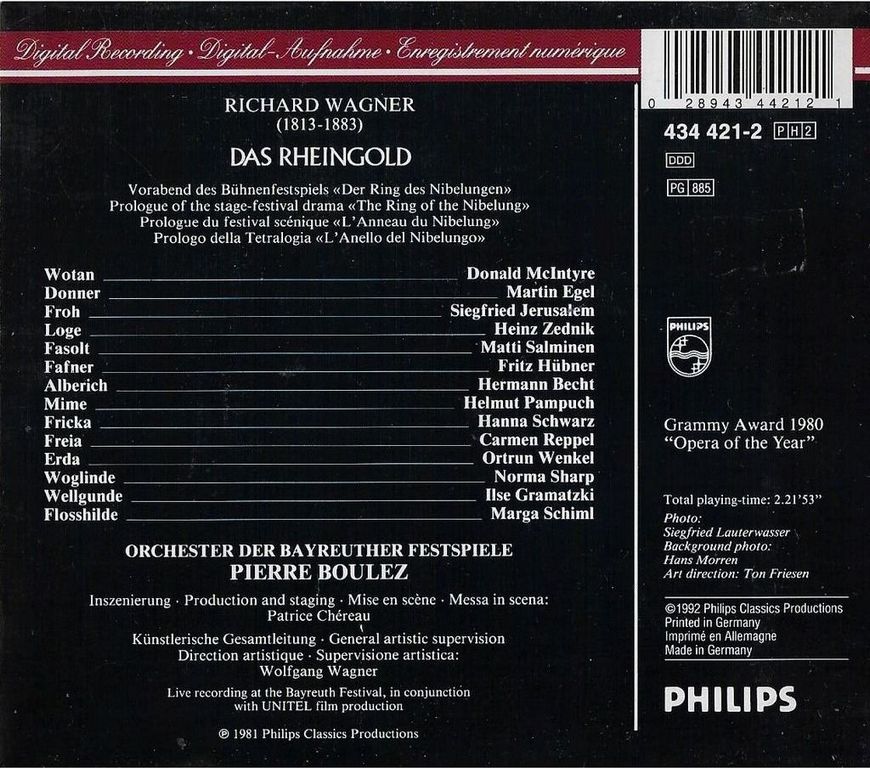 Digital Recording · Digital-Aufnahme · Enregistrement numérique
RICHARD WAGNER
(1813-1883)
DAS RHEINGOLD
Vorabend des Bühnenfestspiels «Der Ring des Nibelungen»
Prologue of the stage-festival drama «The Ring of the Nibelung»
Prologue du festival scénique «L'Anneau du Nibelung»
Prologo della Tetralogia «L'Anello del Nibelungo»
Wotan Donald McIntyre
Donner Martin Egel
Froh Siegfried Jerusalem
Loge Heinz Zednik
Fasolt Matti Salminen
Fafner Fritz Hübner
Alberich Hermann Becht
Mime Helmut Pampuch
Fricka Hanna Schwarz
Freia Carmen Reppel
Erda Ortrun Wenkel
Woglinde Norma Sharp
Wellgunde Ilse Gramatzki
Flosshilde Marga Schiml
ORCHESTER DER BAYREUTHER FESTSPIELE
PIERRE BOULEZ
Inszenierung · Production and staging · Mise en scène · Messa in scena:
Patrice Chéreau
Künstlerische Gesamtleitung · General artistic supervision
Direction artistique · Supervisione artistica:
Wolfgang Wagner
Live recording at the Bayreuth Festival, in conjunction
with UNITEL film production
℗ 1981 Philips Classics Productions
0 28943 44212 1
434 421-2 PH2
DDD
PG 885
PHILIPS
Grammy Award 1980
"Opera of the Year"
Total playing-time: 2.21'53"
Photo:
Siegfried Lauterwasser
Background photo:
Hans Morren
Art direction: Ton Friesen
©1992 Philips Classics Productions
Printed in Germany
Imprimé en Allemagne
Made in Germany
PHILIPS